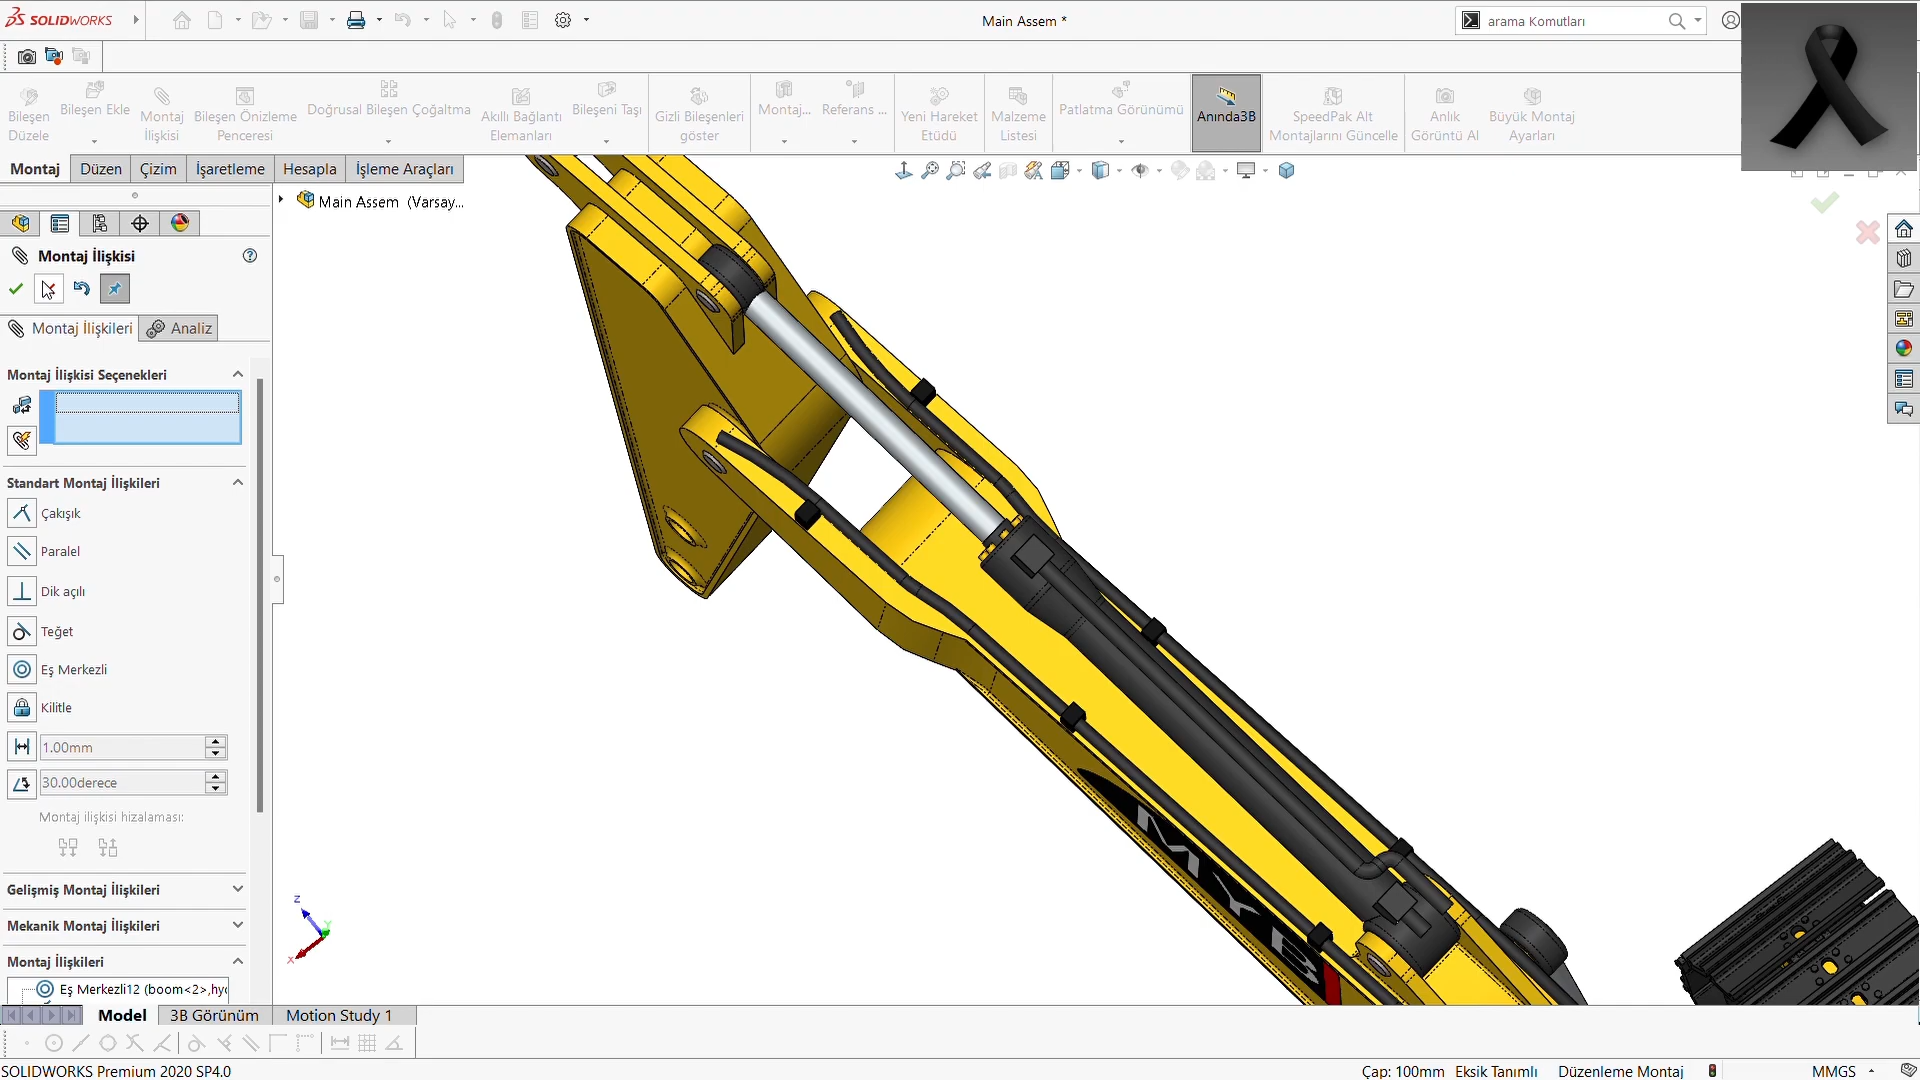 SOLIDWORKS
Main Assem *
arama Komutları
Bileşen Düzele
Bileşen Ekle
Montaj İlişkisi
Bileşen Önizleme Penceresi
Doğrusal Bileşen Çoğaltma
Akıllı Bağlantı Elemanları
Bileşeni Taşı
Gizli Bileşenleri göster
Montaj...
Referans ...
Yeni Hareket Etüdü
Malzeme Listesi
Patlatma Görünümü
Anında3B
SpeedPak Alt Montajlarını Güncelle
Anlık Görüntü Al
Büyük Montaj Ayarları
Montaj
Düzen
Çizim
İşaretleme
Hesapla
İşleme Araçları
Main Assem (Varsay...
Montaj İlişkisi
Montaj İlişkileri
Analiz
Montaj İlişkisi Seçenekleri
Standart Montaj İlişkileri
Çakışık
Paralel
Dik açılı
Teğet
Eş Merkezli
Kilitle
1.00mm
30.00derece
Montaj ilişkisi hizalaması:
Gelişmiş Montaj İlişkileri
Mekanik Montaj İlişkileri
Montaj İlişkileri
Eş Merkezli12 (boom<2>,hy
MYB
Z
Y
X
Model
3B Görünüm
Motion Study 1
SOLIDWORKS Premium 2020 SP4.0
Çap: 100mm
Eksik Tanımlı
Düzenleme Montaj
MMGS